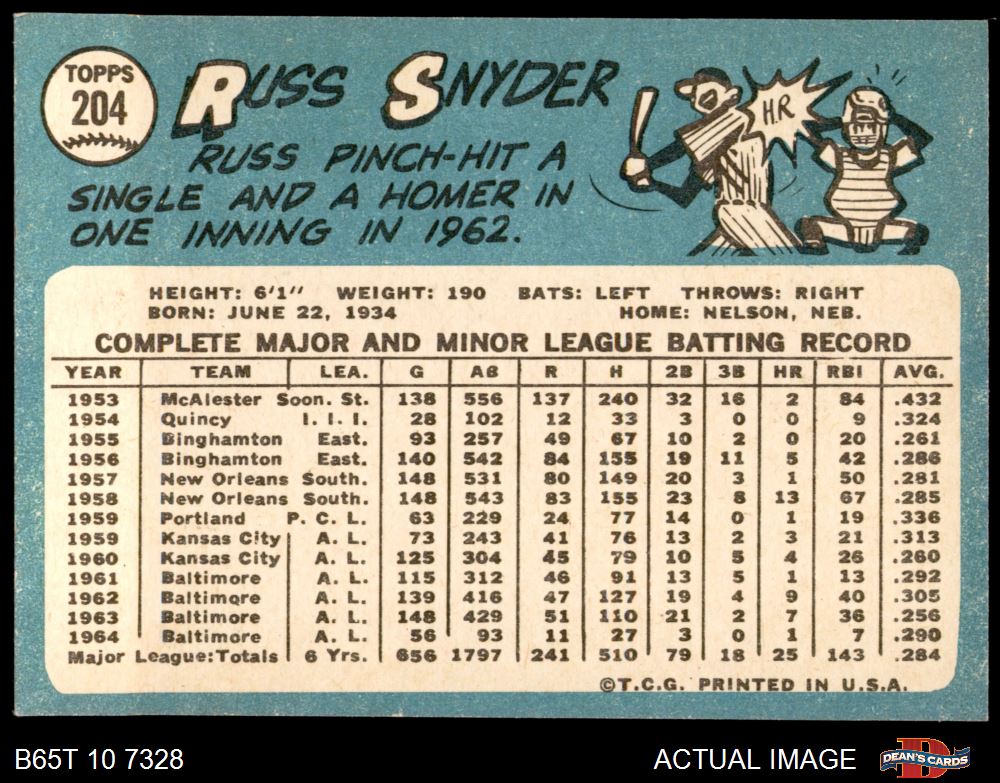 TOPPS
204
RUSS SNYDER
RUSS PINCH-HIT A
SINGLE AND A HOMER IN
ONE INNING IN 1962.
H.R
HEIGHT: 6'1" WEIGHT: 190 BATS: LEFT THROWS: RIGHT
BORN: JUNE 22, 1934 HOME: NELSON, NEB.
COMPLETE MAJOR AND MINOR LEAGUE BATTING RECORD
YEAR TEAM LEA. G AB R H 2B 3B HR RBI AVG.
1953 McAlester Soon. St. 138 556 137 240 32 16 2 84 .432
1954 Quincy I. I. I. 28 102 12 33 3 0 0 9 .324
1955 Binghamton East. 93 257 49 67 10 2 0 20 .261
1956 Binghamton East. 140 542 84 155 19 11 5 42 .286
1957 New Orleans South. 148 531 80 149 20 3 1 50 .281
1958 New Orleans South. 148 543 83 155 23 8 13 67 .285
1959 Portland P. C. L. 63 229 24 77 14 0 1 19 .336
1959 Kansas City A. L. 73 243 41 76 13 2 3 21 .313
1960 Kansas City A. L. 125 304 45 79 10 5 4 26 .260
1961 Baltimore A. L. 115 312 46 91 13 5 1 13 .292
1962 Baltimore A. L. 139 416 47 127 19 4 9 40 .305
1963 Baltimore A. L. 148 429 51 110 21 2 7 36 .256
1964 Baltimore A. L. 56 93 11 27 3 0 1 7 .290
Major League Totals 6 Yrs. 656 1797 241 510 79 18 25 143 .284
©T.C.G. PRINTED IN U.S.A.
B65T 10 7328 ACTUAL IMAGE DEAN'S CARDS